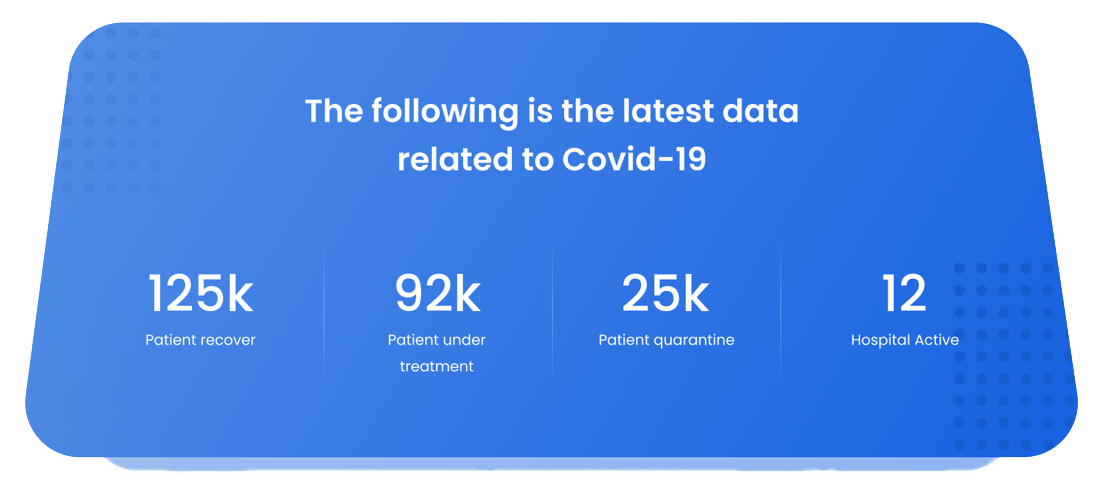 The following is the latest data
related to Covid-19
125k
92k
25k
12
Patient recover
Patient under
treatment
Patient quarantine
Hospital Active